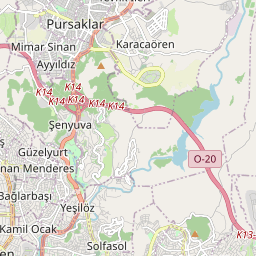 Pursaklar
Mimar Sinan
Karacaören
Ayyıldız
K14
K14
K14
K14
K14
K14
Şenyuva
O-20
Güzelyurt
nan Menderes
Bağlarbaşı
Yeşilöz
K13-
Kamil Ocak
Solfasol